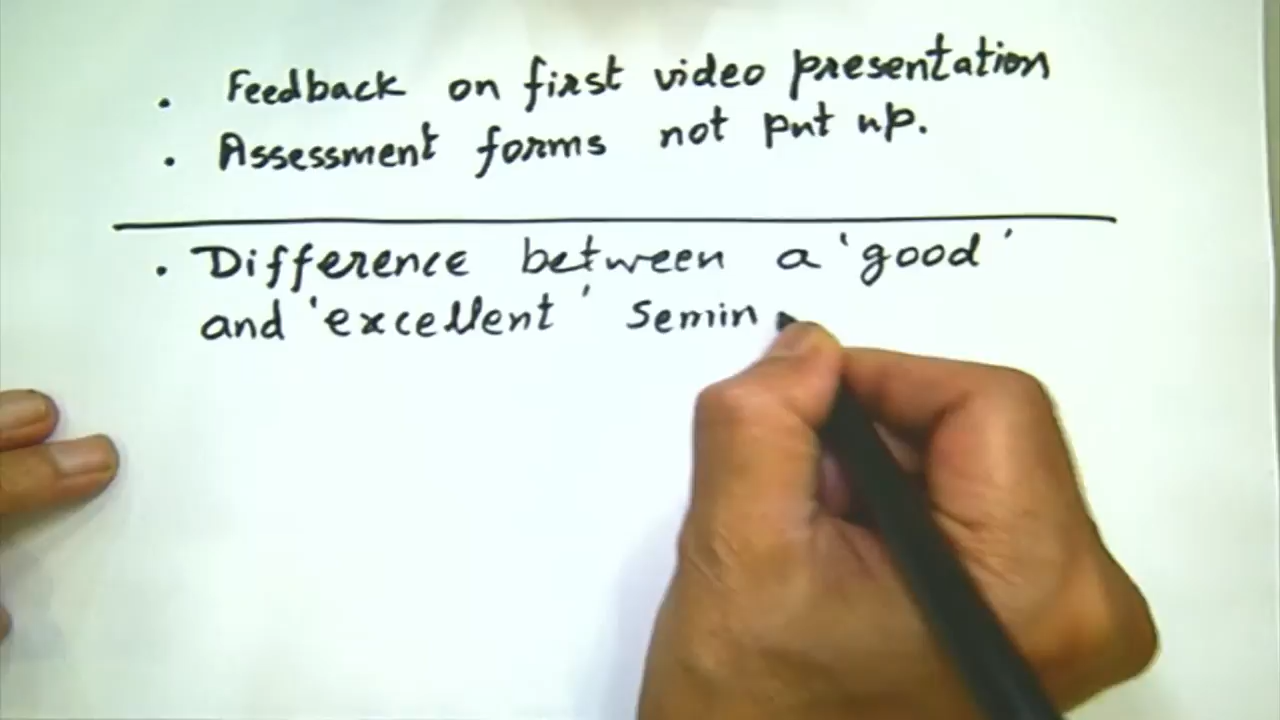 . Feedback on first video presentation
. Assessment forms not put up.
. Difference between a 'good'
and 'excellent' Semin